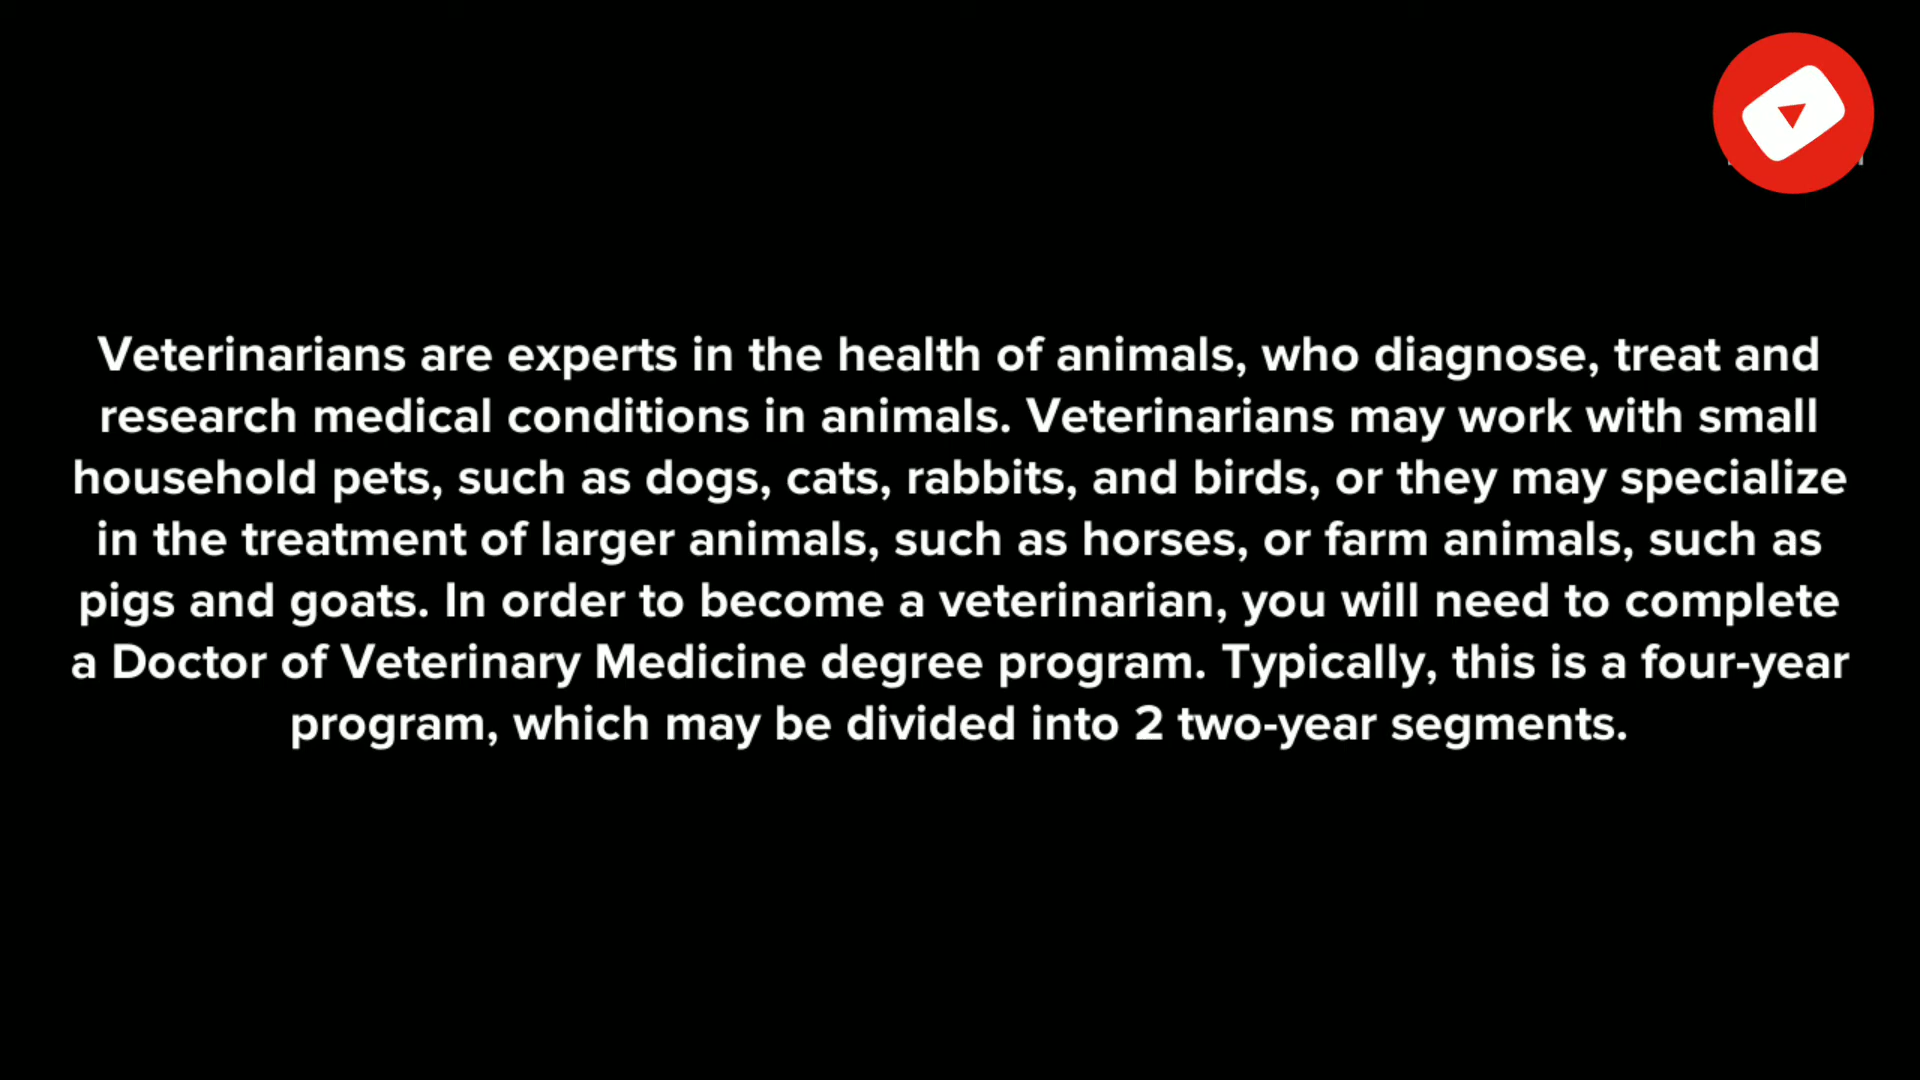 Veterinarians are experts in the health of animals, who diagnose, treat and
research medical conditions in animals. Veterinarians may work with small
household pets, such as dogs, cats, rabbits, and birds, or they may specialize
in the treatment of larger animals, such as horses, or farm animals, such as
pigs and goats. In order to become a veterinarian, you will need to complete
a Doctor of Veterinary Medicine degree program. Typically, this is a four-year
program, which may be divided into 2 two-year segments.